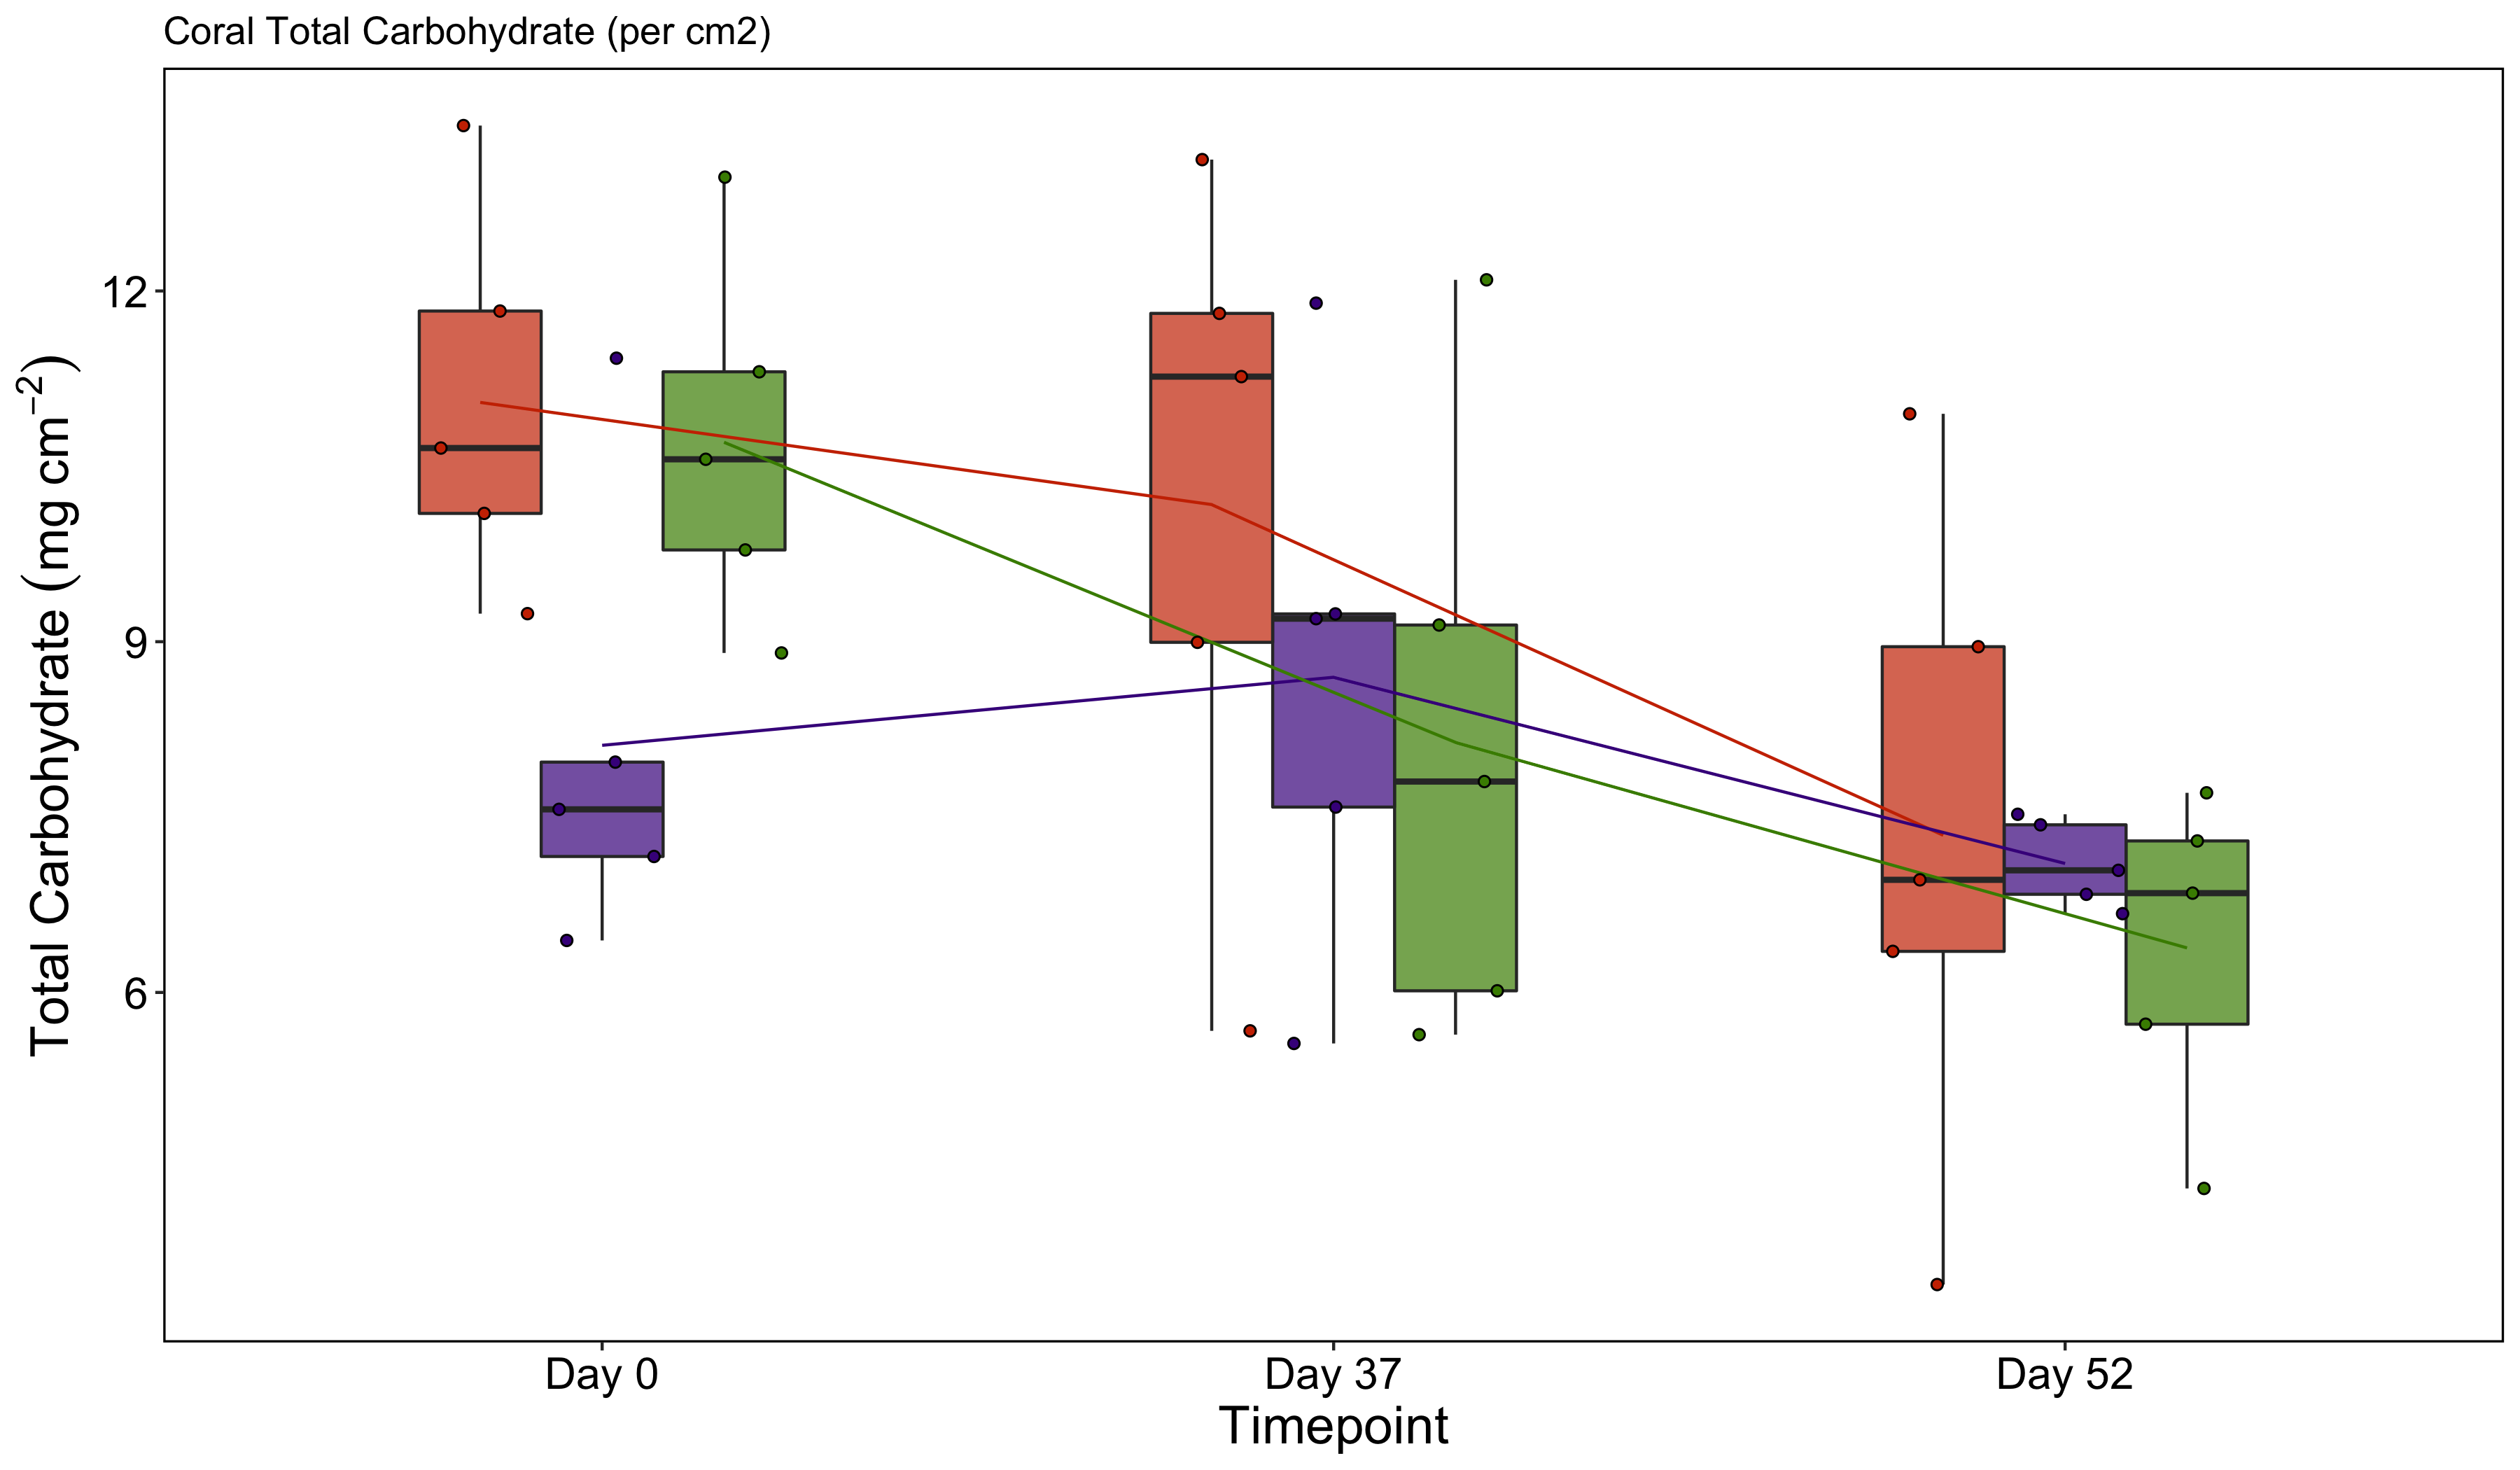 Coral Total Carbohydrate (per cm2)
Total Carbohydrate (mg cm⁻²)
12
9
6
Day 0
Day 37
Day 52
Timepoint